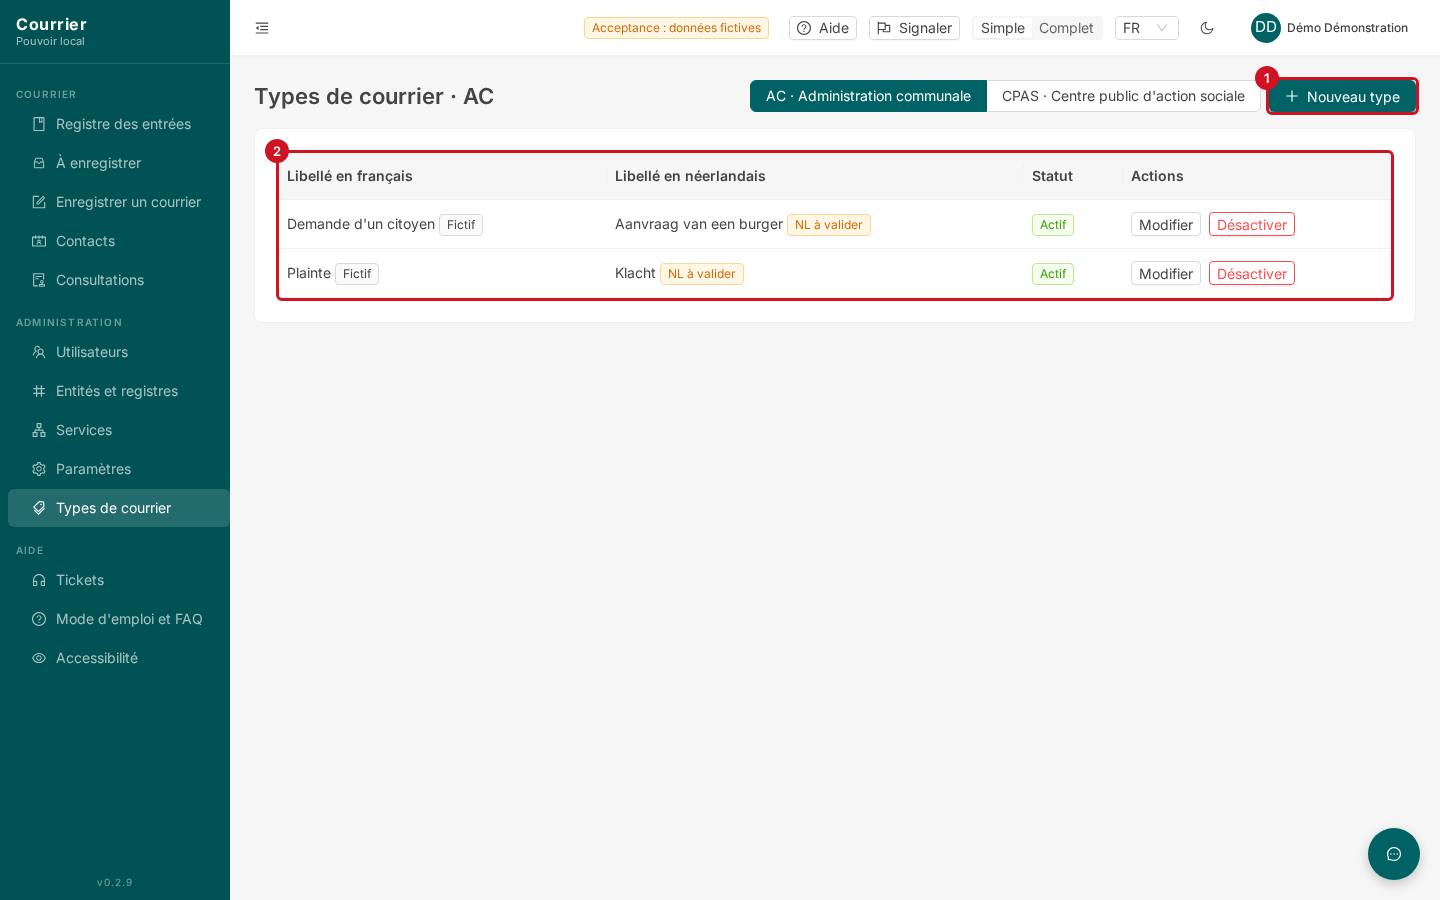 Courrier
Pouvoir local
COURRIER
Registre des entrées
À enregistrer
Enregistrer un courrier
Contacts
Consultations
ADMINISTRATION
Utilisateurs
Entités et registres
Services
Paramètres
Types de courrier
AIDE
Tickets
Mode d'emploi et FAQ
Accessibilité
v0.2.9
Acceptance : données fictives Aide Signaler Simple Complet FR DD Démo Démonstration
Types de courrier · AC AC · Administration communale CPAS · Centre public d'action sociale 1 Nouveau type
2
Libellé en français Libellé en néerlandais Statut Actions
Demande d'un citoyen Fictif Aanvraag van een burger NL à valider Actif Modifier Désactiver
Plainte Fictif Klacht NL à valider Actif Modifier Désactiver